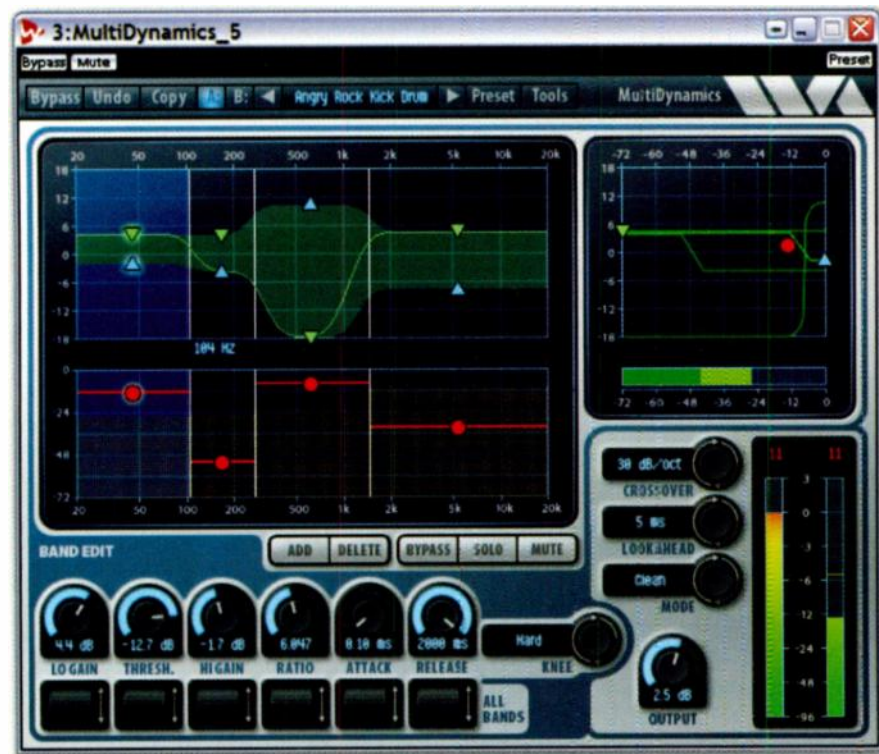 3:MultiDynamics_5
Bypass Mute Preset
Bypass Undo Copy A: B: Angry Rock Kick Drum Preset Tools MultiDynamics
20 50 100 200 500 1k 2k 5k 10k 20k
18
12
6
0
-6
-12
-18
104 HZ
0
-24
-48
-72
20 50 100 200 500 1k 2k 5k 10k 20k
-72 -60 -48 -36 -24 -12 0
18
12
6
0
-6
-12
-18
-72 -60 -48 -36 -24 -12 0
BAND EDIT
ADD DELETE BYPASS SOLO MUTE
4.4 dB
LO GAIN
-12.7 dB
THRESH.
-1.7 dB
HI GAIN
6.047
RATIO
0.10 ms
ATTACK
2000 ms
RELEASE
Hard
KNEE
ALL
BANDS
30 dB/oct
CROSSOVER
5 ms
LOOKAHEAD
Clean
MODE
2.5 dB
OUTPUT
3
0
-3
-6
-12
-24
-48
-96